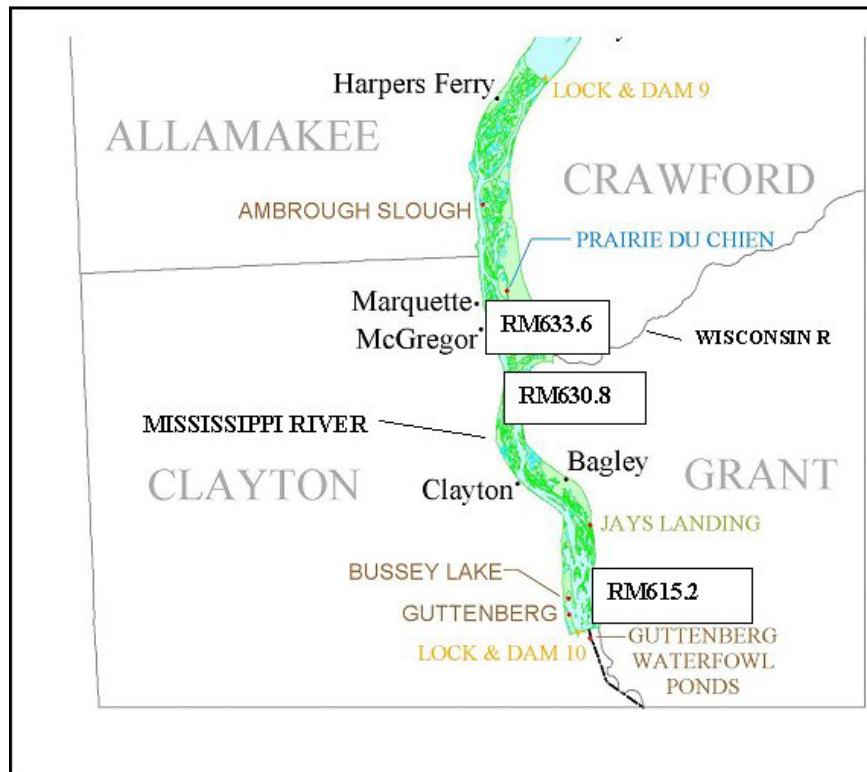 Harpers Ferry
LOCK & DAM 9
ALLAMAKEE
CRAWFORD
AMBROUGH SLOUGH
PRAIRIE DU CHIEN
Marquette
RM633.6
McGregor
WISCONSIN R
RM630.8
MISSISSIPPI RIVER
Bagley
CLAYTON
GRANT
Clayton
JAYS LANDING
BUSSEY LAKE
RM615.2
GUTTENBERG
GUTTENBERG
WATERFOWL
PONDS
LOCK & DAM 10